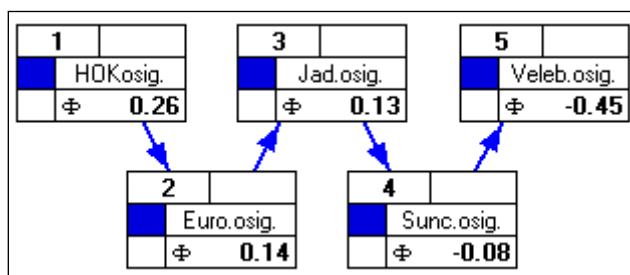 1
HOKosig.
Φ 0.26
3
Jad.osig.
Φ 0.13
5
Veleb.osig.
Φ -0.45
2
Euro.osig.
Φ 0.14
4
Sunc.osig.
Φ -0.08